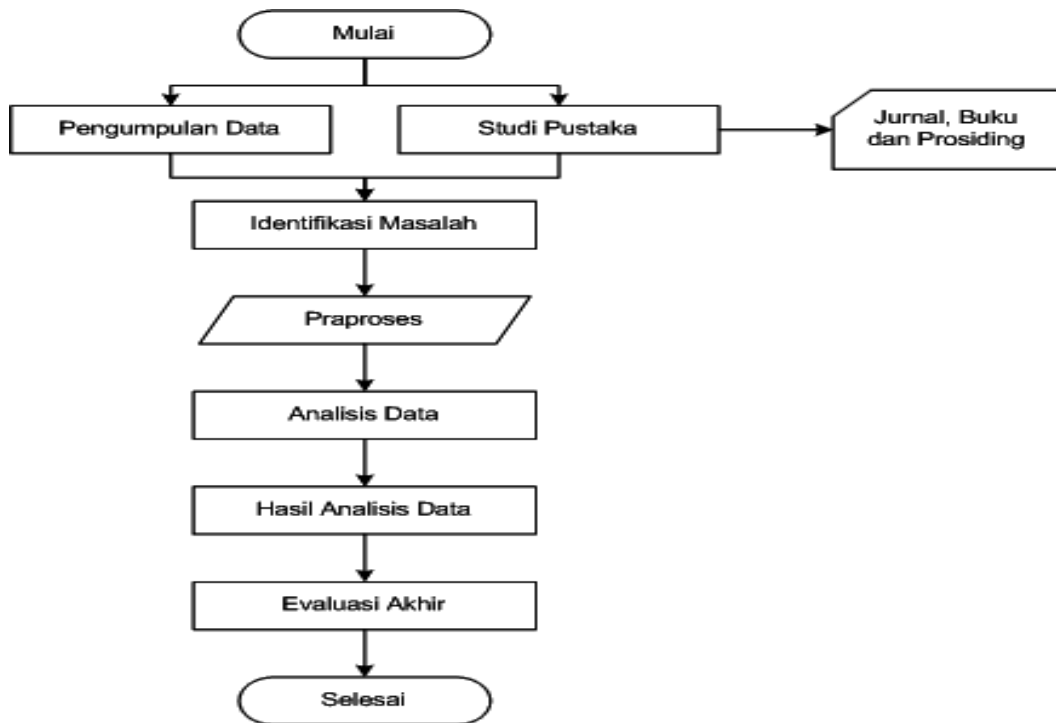 Mulai
Pengumpulan Data
Studi Pustaka
Jurnal, Buku
dan Prosiding
Identifikasi Masalah
Praproses
Analisis Data
Hasil Analisis Data
Evaluasi Akhir
Selesai